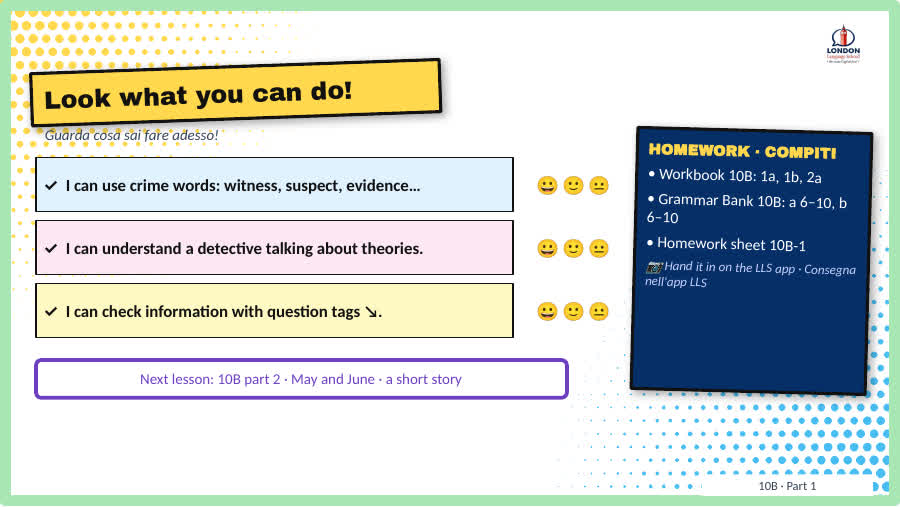 LONDON
Language School
Look what you can do!
Guarda cosa sai fare adesso!
✓ I can use crime words: witness, suspect, evidence…
✓ I can understand a detective talking about theories.
✓ I can check information with question tags ↘.
Next lesson: 10B part 2 · May and June · a short story
HOMEWORK · COMPITI
• Workbook 10B: 1a, 1b, 2a
• Grammar Bank 10B: a 6–10, b
6–10
• Homework sheet 10B-1
Hand it in on the LLS app · Consegna
nell'app LLS
10B · Part 1